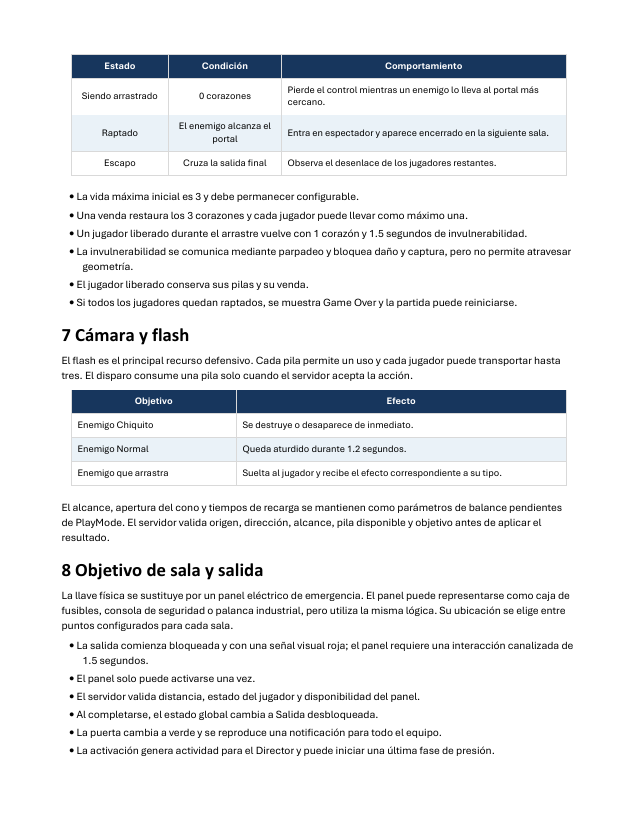 Estado Condición Comportamiento
Siendo arrastrado 0 corazones Pierde el control mientras un enemigo lo lleva al portal más
cercano.
Raptado El enemigo alcanza el
portal Entra en espectador y aparece encerrado en la siguiente sala.
Escapo Cruza la salida final Observa el desenlace de los jugadores restantes.
• La vida máxima inicial es 3 y debe permanecer configurable.
• Una venda restaura los 3 corazones y cada jugador puede llevar como máximo una.
• Un jugador liberado durante el arrastre vuelve con 1 corazón y 1.5 segundos de invulnerabilidad.
• La invulnerabilidad se comunica mediante parpadeo y bloquea daño y captura, pero no permite atravesar
geometría.
• El jugador liberado conserva sus pilas y su venda.
• Si todos los jugadores quedan raptados, se muestra Game Over y la partida puede reiniciarse.
7 Cámara y flash
El flash es el principal recurso defensivo. Cada pila permite un uso y cada jugador puede transportar hasta
tres. El disparo consume una pila solo cuando el servidor acepta la acción.
Objetivo Efecto
Enemigo Chiquito Se destruye o desaparece de inmediato.
Enemigo Normal Queda aturdido durante 1.2 segundos.
Enemigo que arrastra Suelta al jugador y recibe el efecto correspondiente a su tipo.
El alcance, apertura del cono y tiempos de recarga se mantienen como parámetros de balance pendientes
de PlayMode. El servidor valida origen, dirección, alcance, pila disponible y objetivo antes de aplicar el
resultado.
8 Objetivo de sala y salida
La llave física se sustituye por un panel eléctrico de emergencia. El panel puede representarse como caja de
fusibles, consola de seguridad o palanca industrial, pero utiliza la misma lógica. Su ubicación se elige entre
puntos configurados para cada sala.
• La salida comienza bloqueada y con una señal visual roja; el panel requiere una interacción canalizada de
1.5 segundos.
• El panel solo puede activarse una vez.
• El servidor valida distancia, estado del jugador y disponibilidad del panel.
• Al completarse, el estado global cambia a Salida desbloqueada.
• La puerta cambia a verde y se reproduce una notificación para todo el equipo.
• La activación genera actividad para el Director y puede iniciar una última fase de presión.